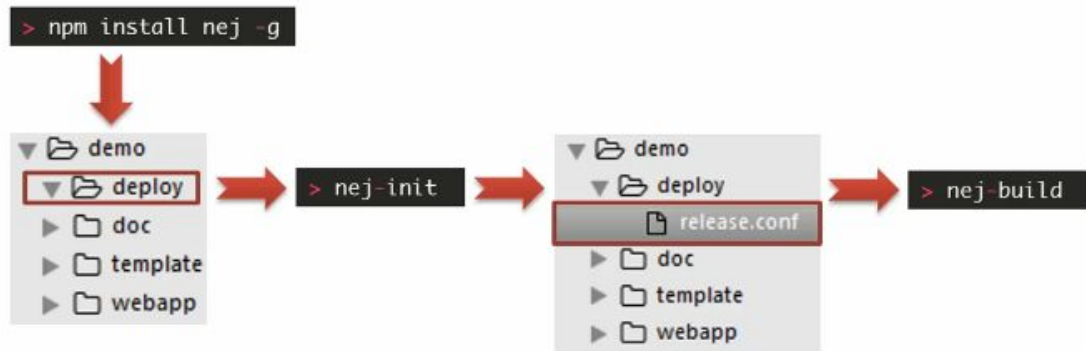 > npm install nej -g
demo
deploy
doc
template
webapp
> nej-init
demo
deploy
release.conf
doc
template
webapp
> nej-build